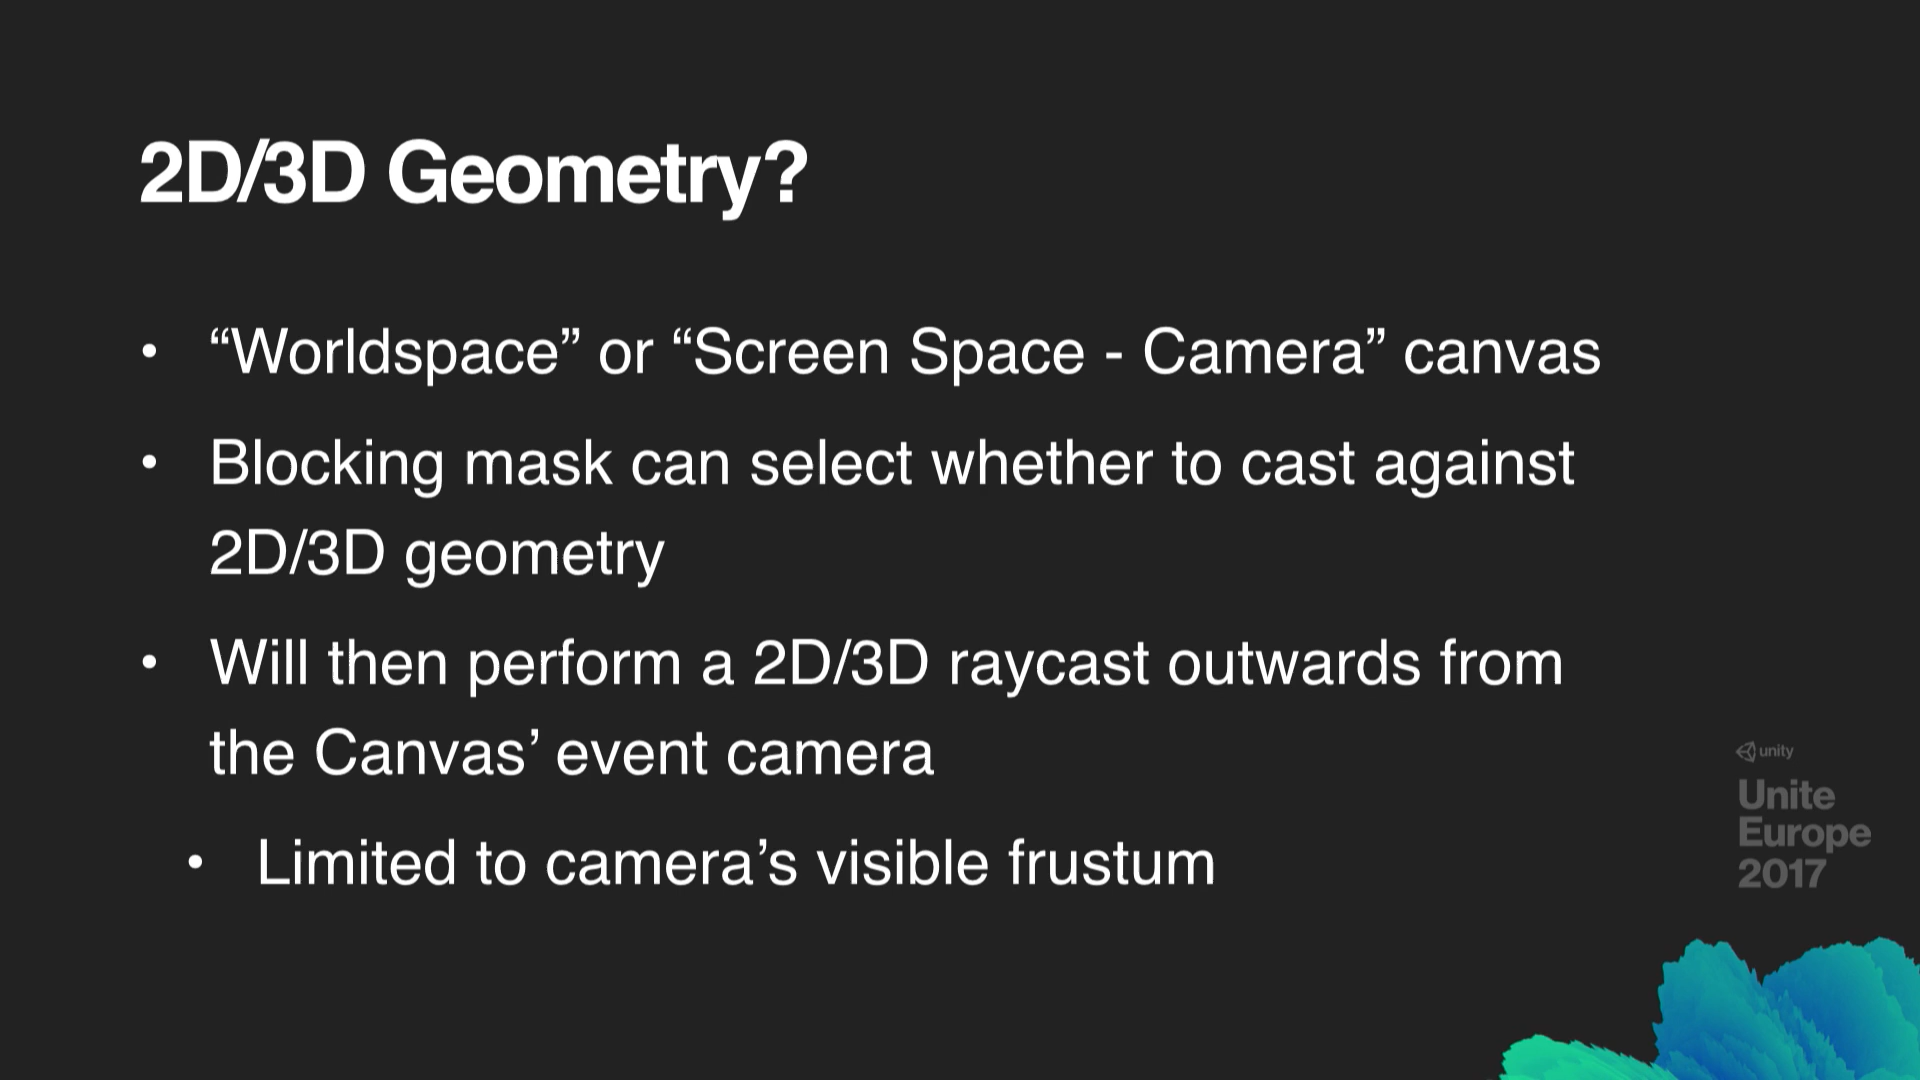 2D/3D Geometry?
• “Worldspace” or “Screen Space - Camera” canvas
• Blocking mask can select whether to cast against
2D/3D geometry
• Will then perform a 2D/3D raycast outwards from
the Canvas’ event camera
• Limited to camera’s visible frustum
unity
Unite
Europe
2017